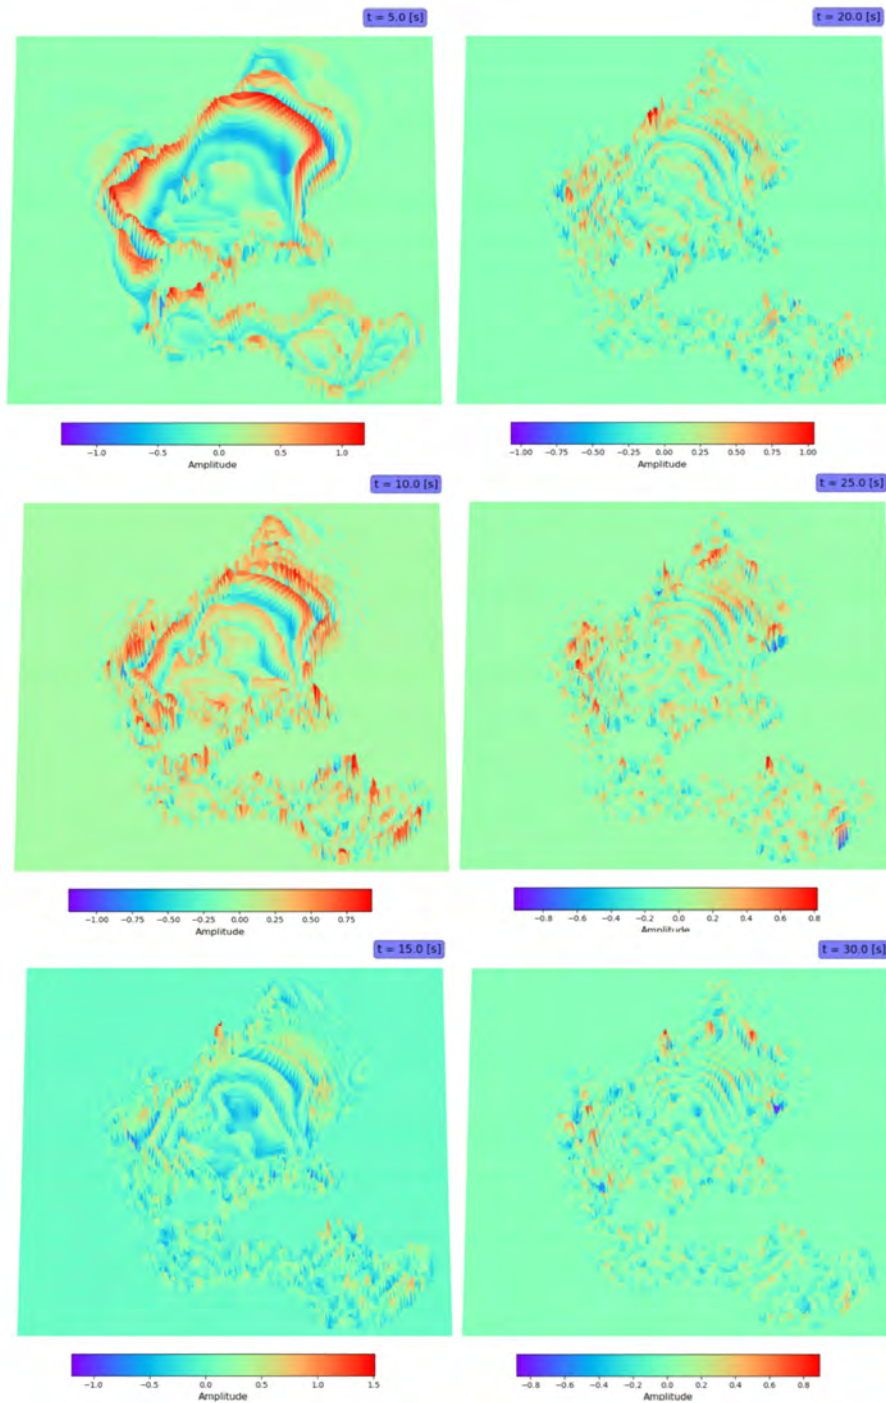 t = 5.0 [s]
t = 20.0 [s]
−1.0 −0.5 0.0 0.5 1.0
Amplitude
−1.00 −0.75 −0.50 −0.25 0.00 0.25 0.50 0.75 1.00
Amplitude
t = 10.0 [s]
t = 25.0 [s]
−1.00 −0.75 −0.50 −0.25 0.00 0.25 0.50 0.75
Amplitude
−0.8 −0.6 −0.4 −0.2 0.0 0.2 0.4 0.6 0.8
Amplitude
t = 15.0 [s]
t = 30.0 [s]
−1.0 −0.5 0.0 0.5 1.0 1.5
Amplitude
−0.8 −0.6 −0.4 −0.2 0.0 0.2 0.4 0.6 0.8
Amplitude